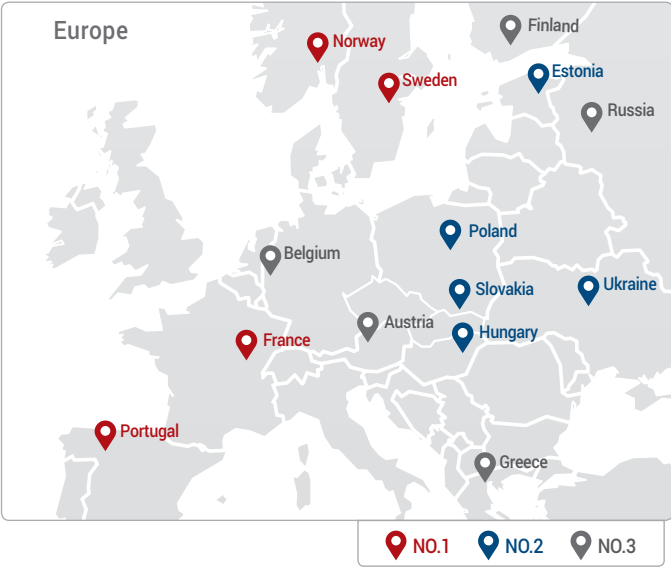 Europe
Finland
Norway
Estonia
Sweden
Russia
Poland
Belgium
Slovakia
Ukraine
Austria
Hungary
France
Portugal
Greece
NO.1
NO.2
NO.3